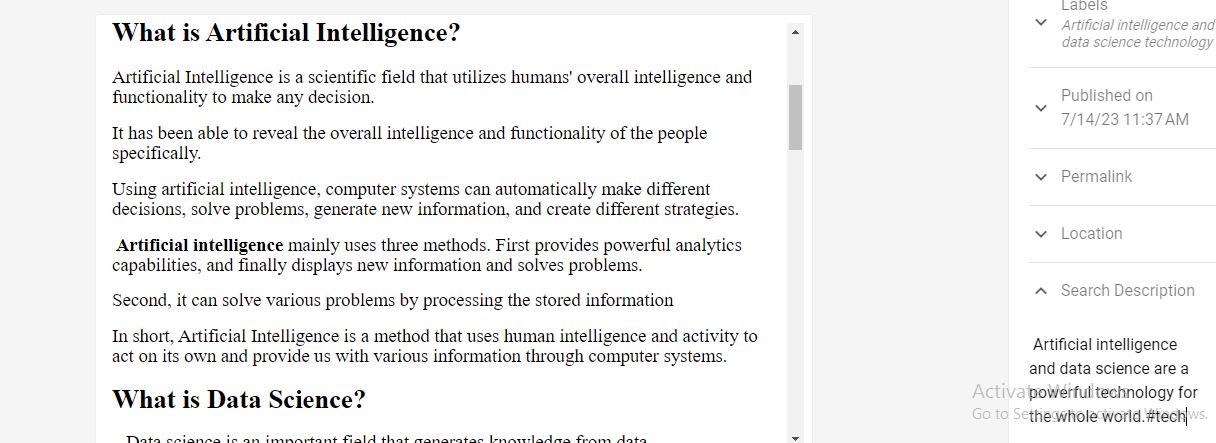 What is Artificial Intelligence?
Artificial Intelligence is a scientific field that utilizes humans' overall intelligence and
functionality to make any decision.
It has been able to reveal the overall intelligence and functionality of the people
specifically.
Using artificial intelligence, computer systems can automatically make different
decisions, solve problems, generate new information, and create different strategies.
Artificial intelligence mainly uses three methods. First provides powerful analytics
capabilities, and finally displays new information and solves problems.
Second, it can solve various problems by processing the stored information
In short, Artificial Intelligence is a method that uses human intelligence and activity to
act on its own and provide us with various information through computer systems.
What is Data Science?
Data science is an important field that generates knowledge from data
Labels
Artificial intelligence and
data science technology
Published on
7/14/23 11:37 AM
Permalink
Location
Search Description
Artificial intelligence
and data science are a
powerful technology for
the whole world.#tech
Activate Windows
Go to Settings to activate Windows.